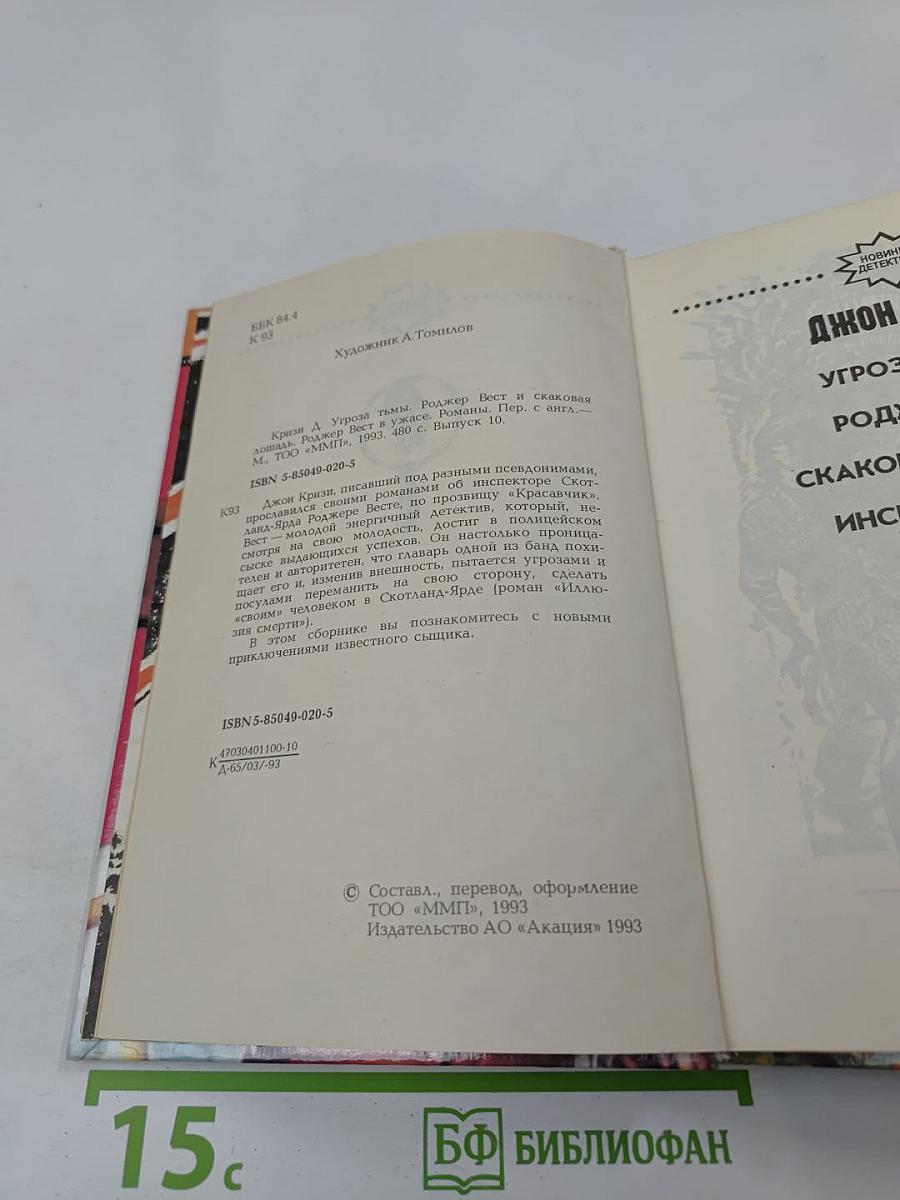 ББК 84.4
К 93
Художник А. Томилов
Кризи Д. Угроза тьмы. Роджер Вест и скаковая
лошадь. Роджер Вест в ужасе. Романы. Пер. с англ.—
М., ТОО «ММП», 1993. 480 с. Выпуск 10.
ISBN 5-85049-020-5
К93 Джон Кризи, писавший под разными псевдонимами,
прославился своими романами об инспекторе Скот-
ланд-Ярда Роджере Весте, по прозвищу «Красавчик».
Вест — молодой энергичный детектив, который, не-
смотря на свою молодость, достиг в полицейском
сыске выдающихся успехов. Он настолько проница-
телен и авторитетен, что главарь одной из банд похи-
щает его и, изменив внешность, пытается угрозами и
посулами переманить на свою сторону, сделать
«своим» человеком в Скотланд-Ярде (роман «Иллю-
зия смерти»).
В этом сборнике вы познакомитесь с новыми
приключениями известного сыщика.
ISBN 5-85049-020-5
К 47030401100-10
Д-65/03/-93
© Составл., перевод, оформление
ТОО «ММП», 1993
Издательство АО «Акация» 1993
НОВИН
ДЕТЕКТ
ДЖОН
УГРОЗ
РОДЖ
СКАКО
ИНС
15 с
БФ БИБЛИОФАН